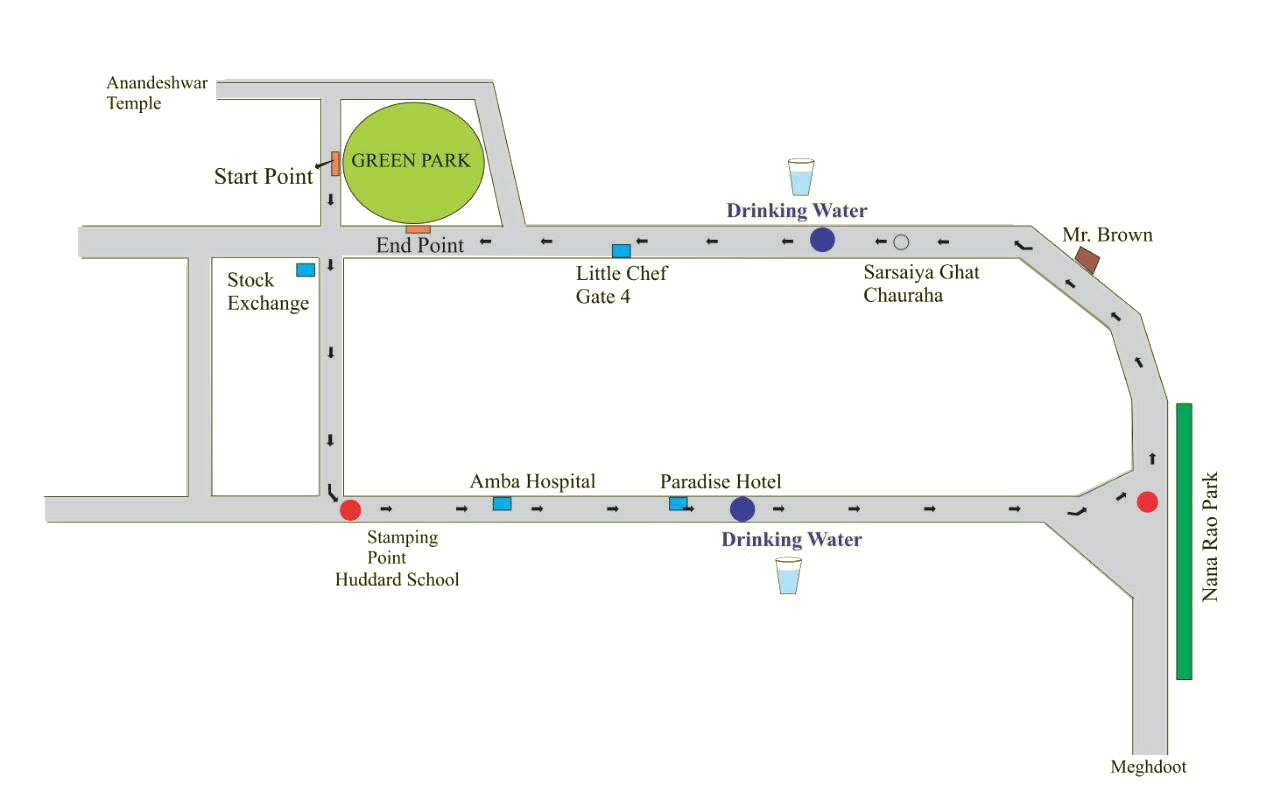 Anandeshwar
Temple
GREEN PARK
Start Point
End Point
Drinking Water
Mr. Brown
Stock
Exchange
Little Chef
Gate 4
Sarsaiya Ghat
Chauraha
Amba Hospital
Paradise Hotel
Stamping
Point
Huddard School
Drinking Water
Nana Rao Park
Meghdoot